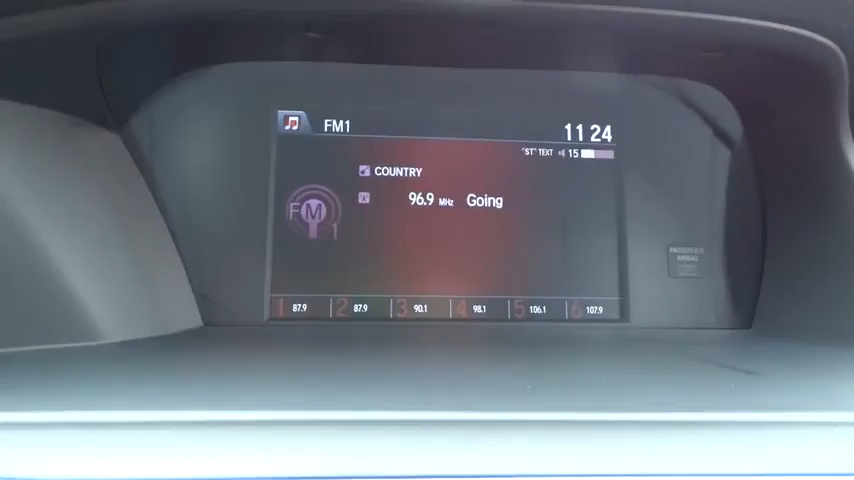 FM1
11 24
"ST" TEXT 15
COUNTRY
FM1
96.9 MHz Going
PASSENGER
AIRBAG
1 87.9 2 87.9 3 90.1 4 98.1 5 106.1 6 107.9